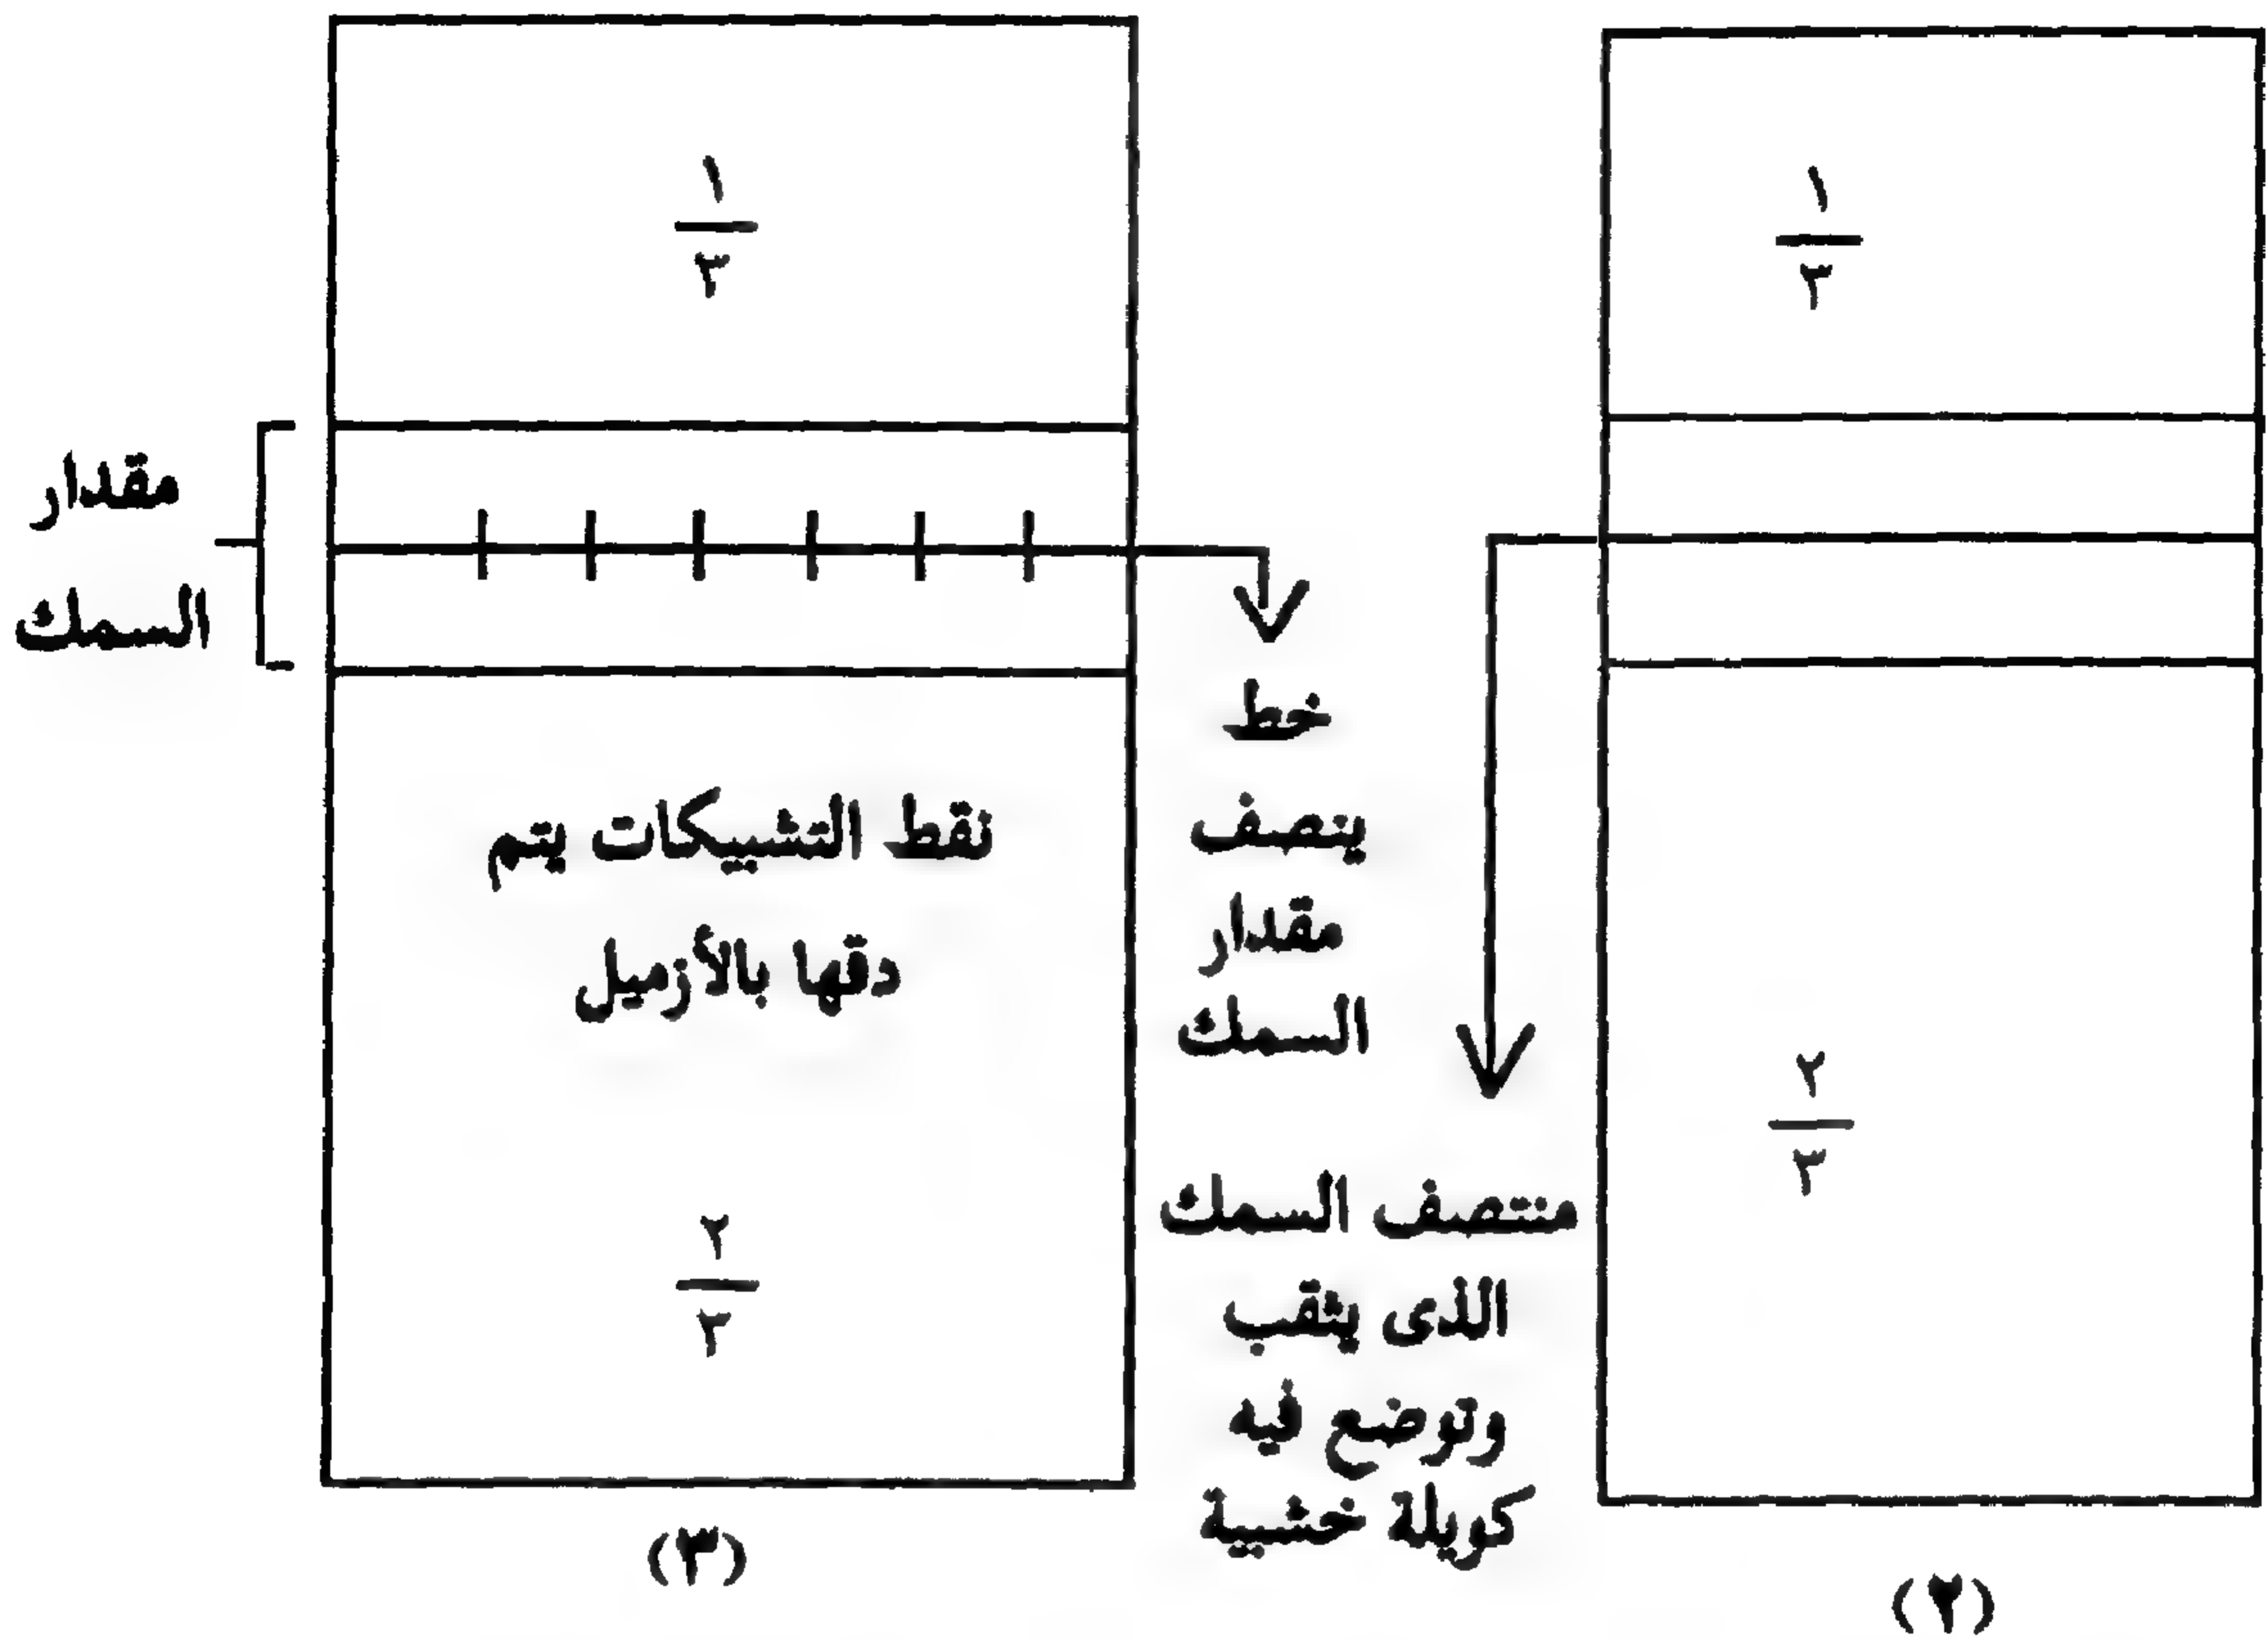 ١
٣
٢
٣
(٢)
خط
ينصف
مقدار
السمك
منتصف السمك
الذى يثقب
وتوضع فيه
كويلة خشبية
١
٣
مقدار
السمك
نقط التشيكات يتم
دقها بالأزميل
٢
٣
(٣)